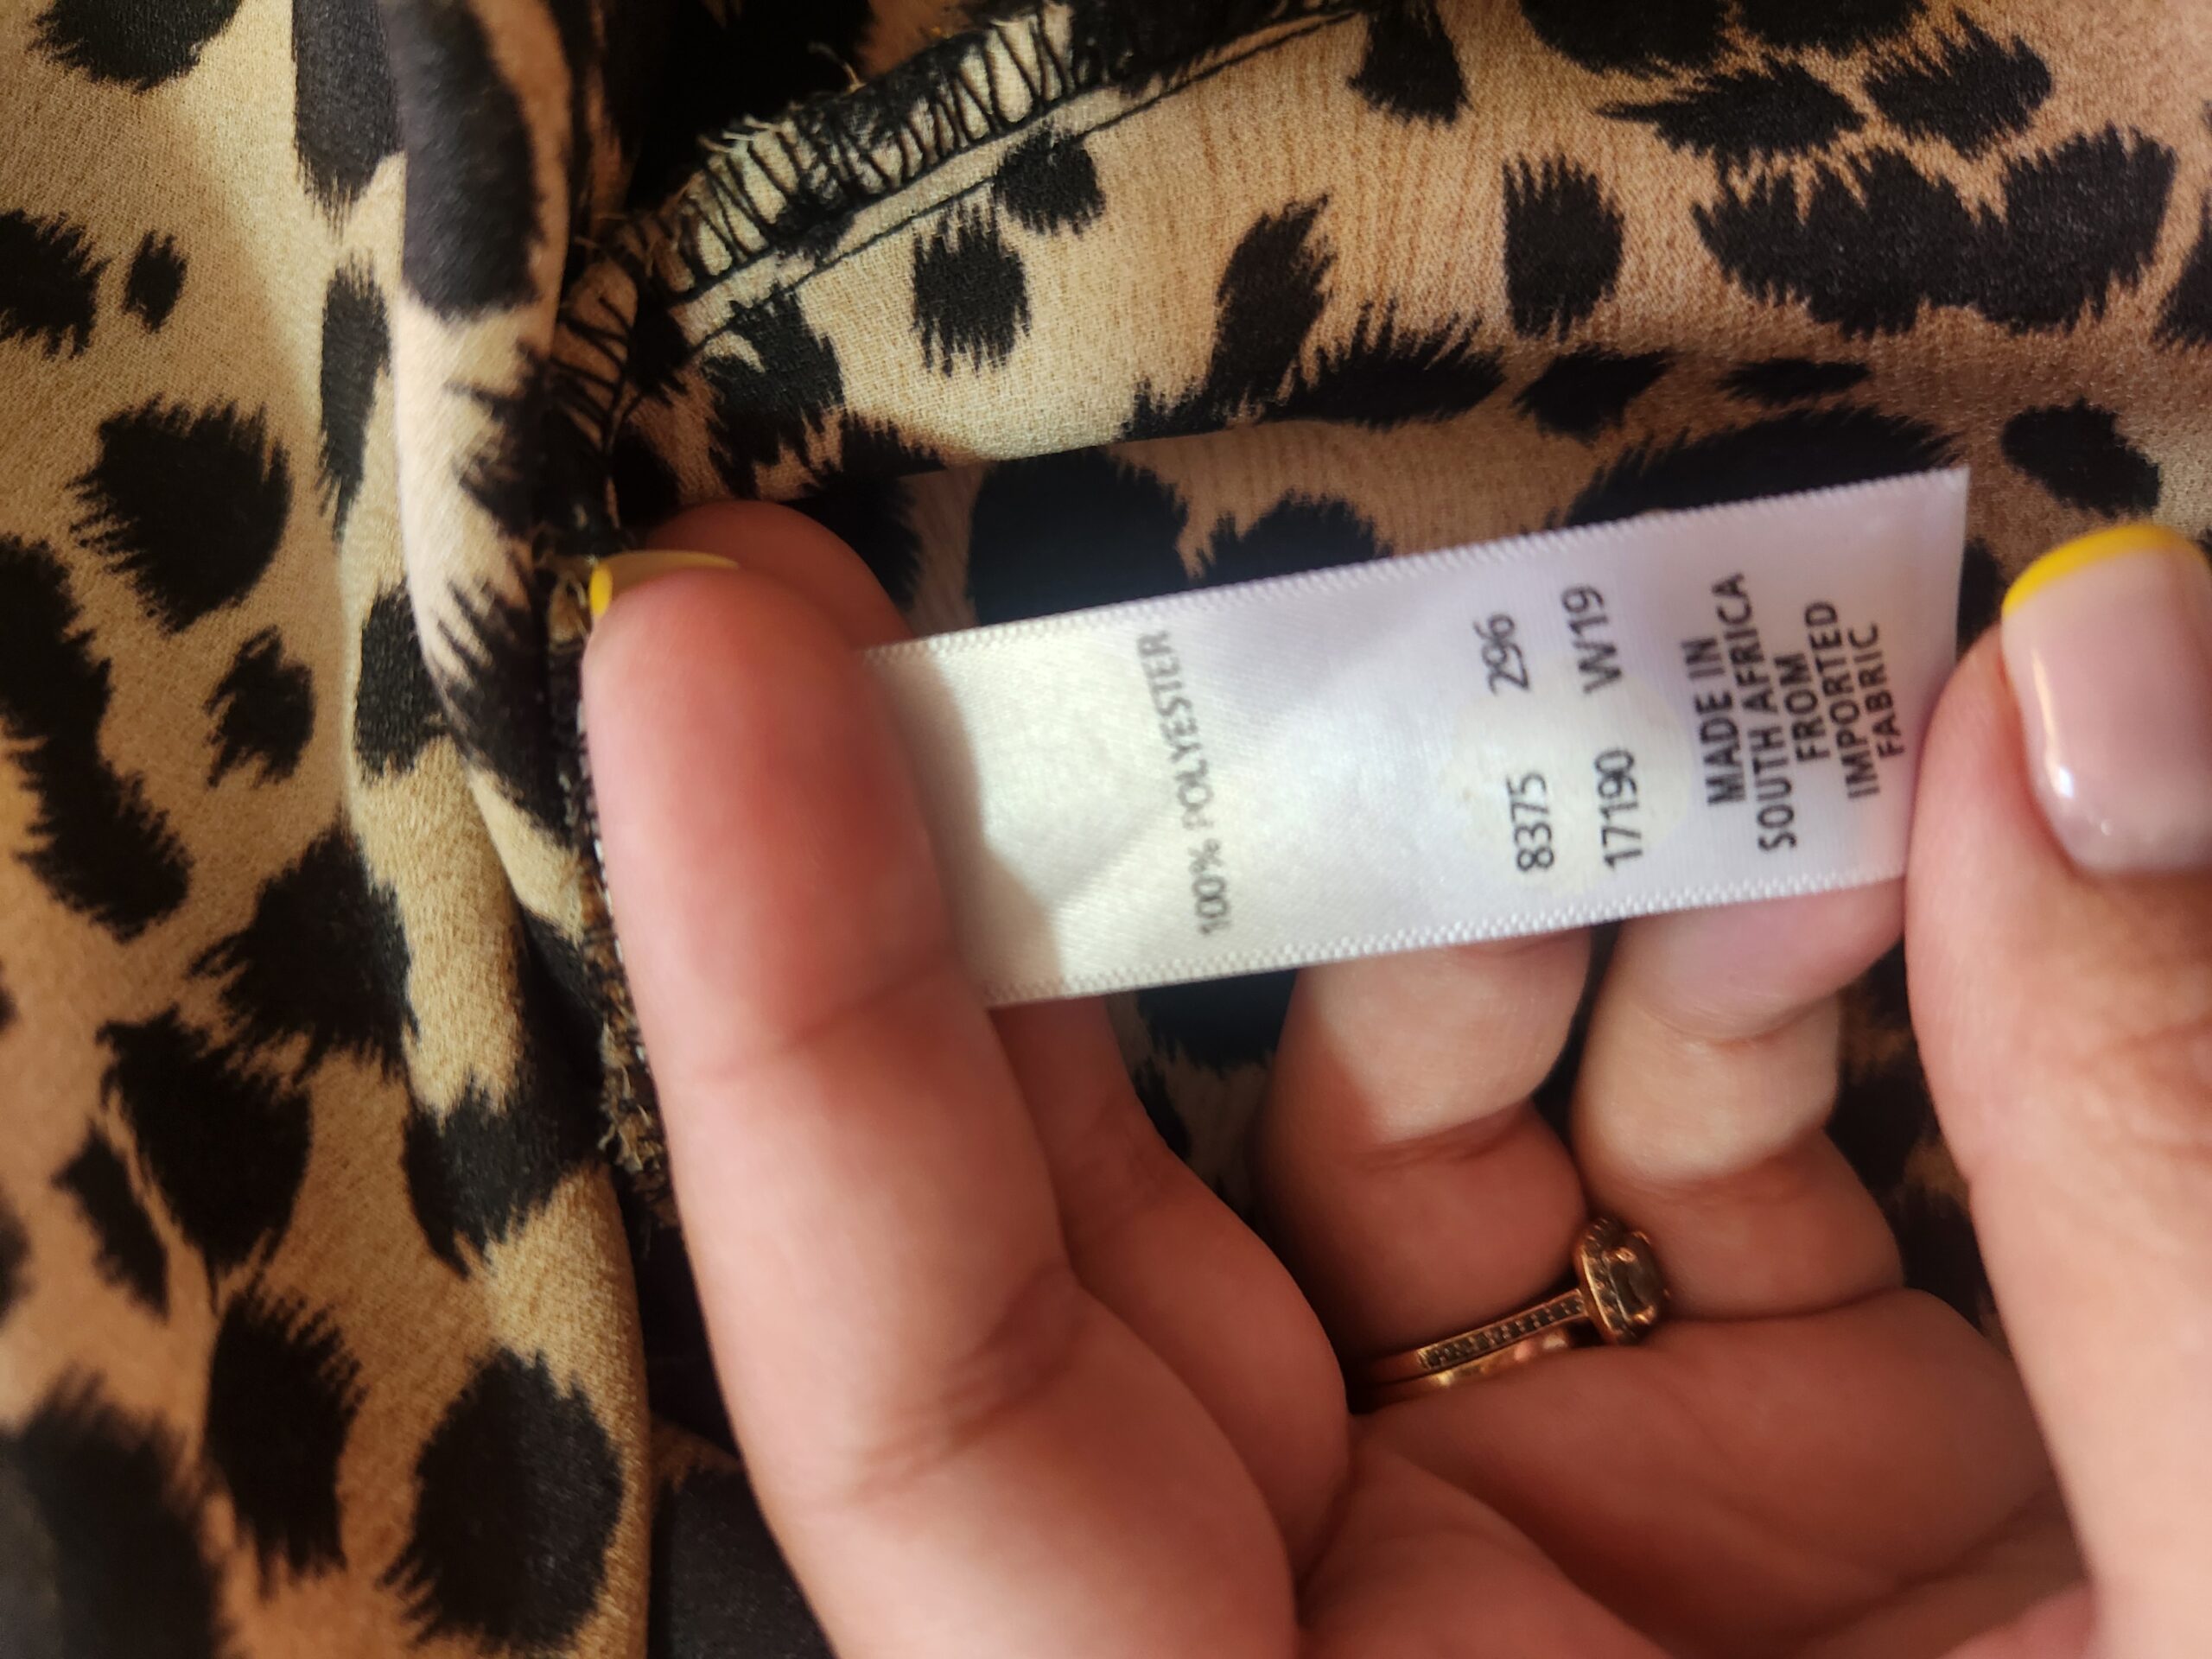 100% POLYESTER
8375 296
17190 W19
MADE IN
SOUTH AFRICA
FROM
IMPORTED
FABRIC